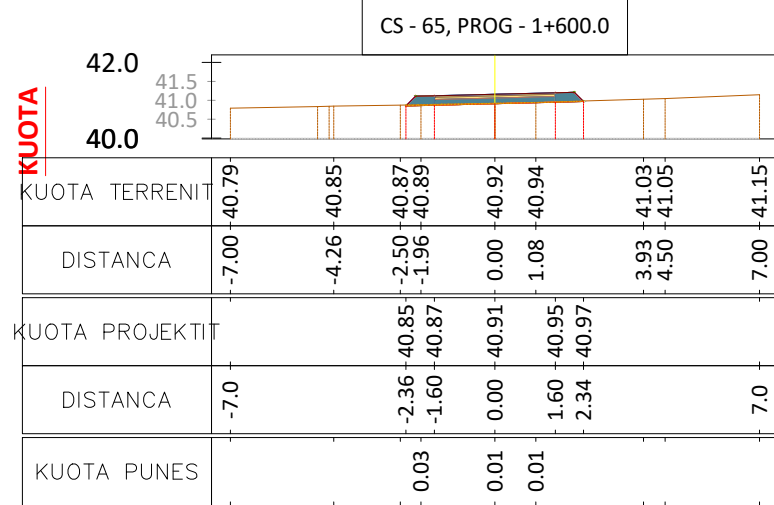 CS - 65, PROG - 1+600.0
42.0
41.5
41.0
40.5
40.0
KUOTA
KUOTA TERRENIT 40.79 40.85 40.87 40.89 40.92 40.94 41.03 41.05 41.15
DISTANCA -7.00 -4.26 -2.50 -1.96 0.00 1.08 3.93 4.50 7.00
KUOTA PROJEKTIT 40.85 40.87 40.91 40.95 40.97
DISTANCA -7.0 -2.36 -1.60 0.00 1.60 2.34 7.0
KUOTA PUNES 0.03 0.01 0.01